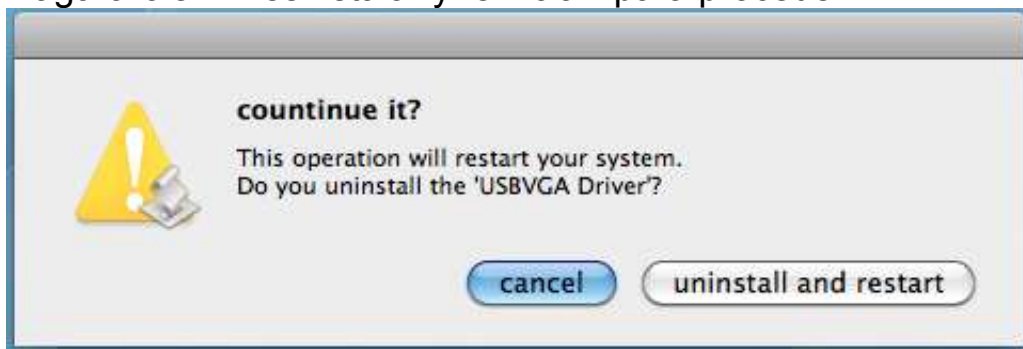 countinue it?
This operation will restart your system.
Do you uninstall the 'USBVGA Driver'?
cancel
uninstall and restart